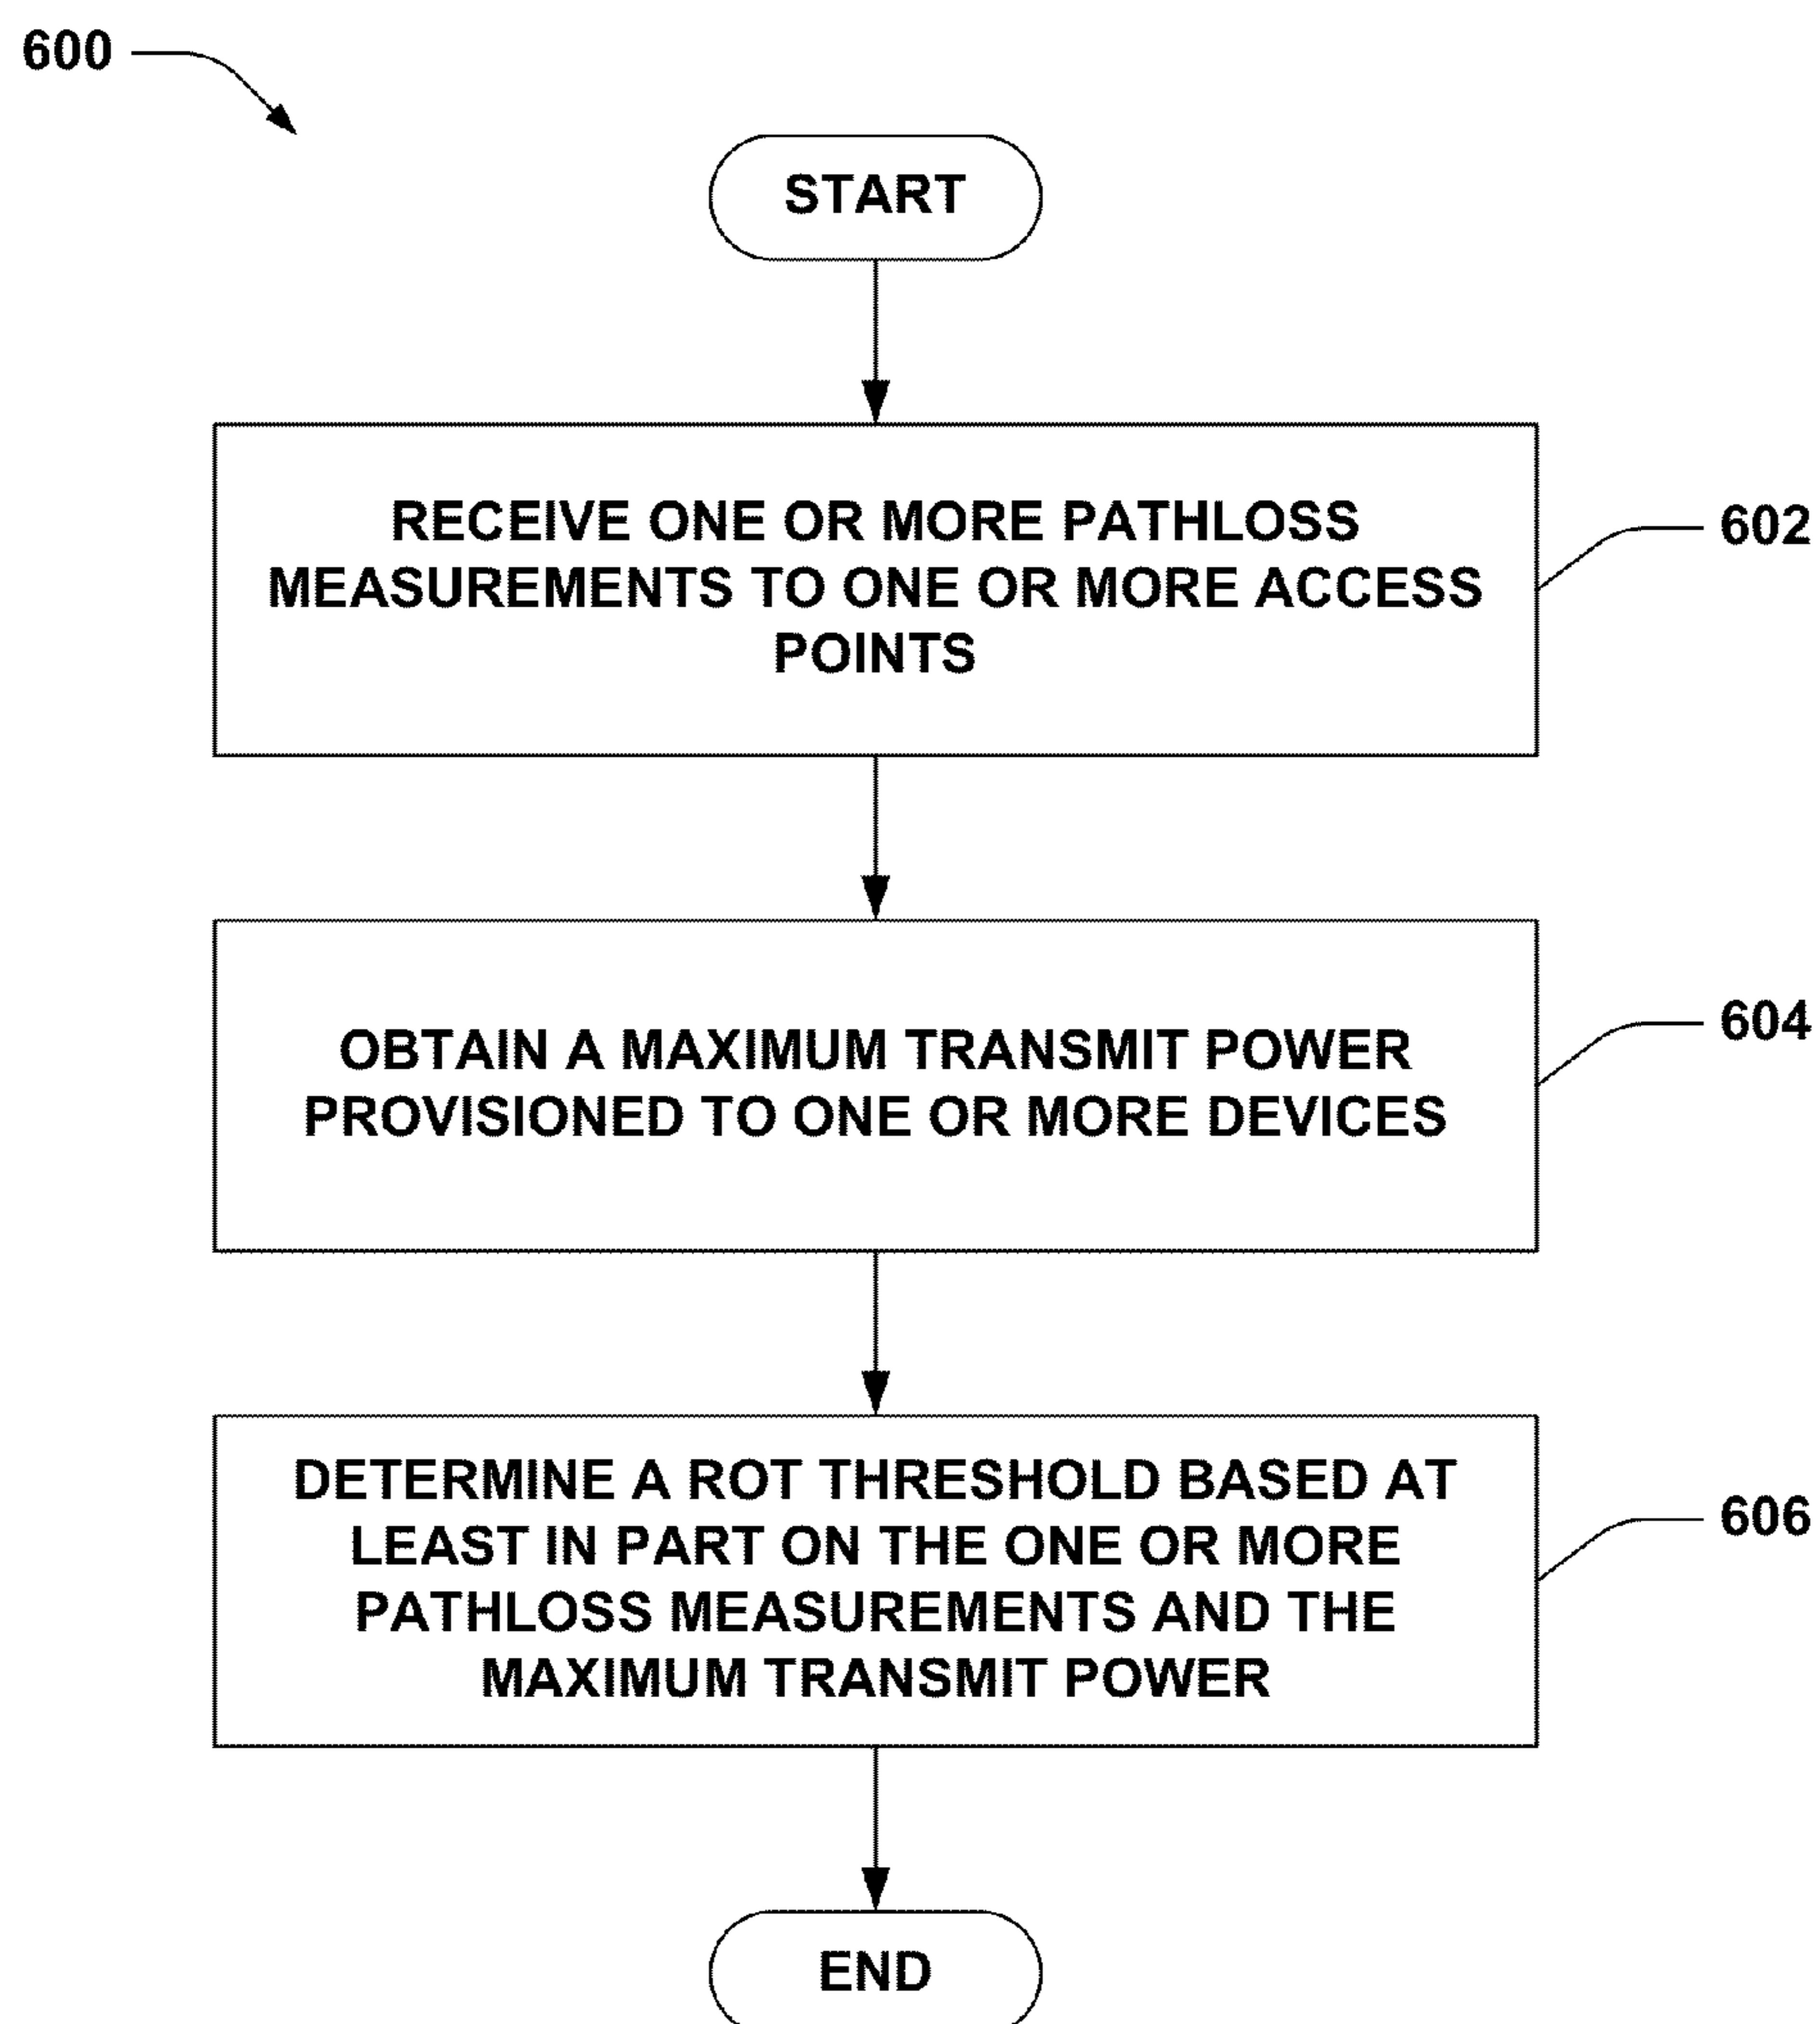 600
START
RECEIVE ONE OR MORE PATHLOSS
MEASUREMENTS TO ONE OR MORE ACCESS
POINTS
602
OBTAIN A MAXIMUM TRANSMIT POWER
PROVISIONED TO ONE OR MORE DEVICES
604
DETERMINE A ROT THRESHOLD BASED AT
LEAST IN PART ON THE ONE OR MORE
PATHLOSS MEASUREMENTS AND THE
MAXIMUM TRANSMIT POWER
606
END